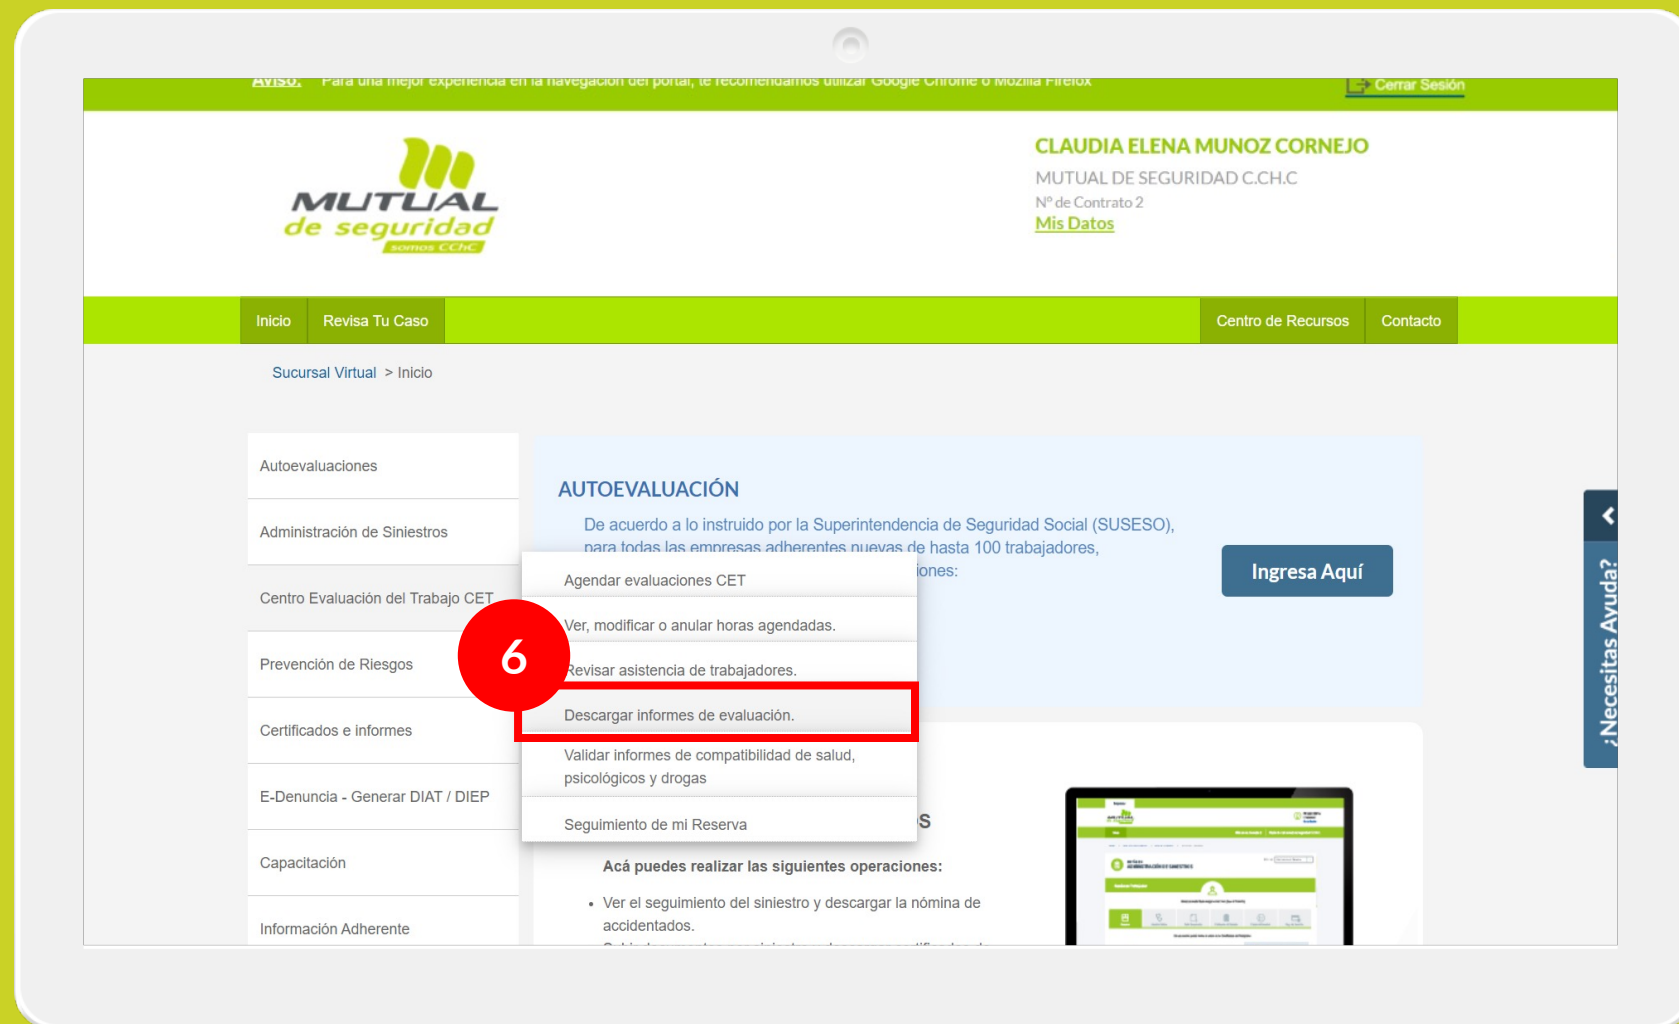 AVISO: Para una mejor experiencia en la navegación del portal, te recomendamos utilizar Google Chrome o Mozilla Firefox
Cerrar Sesión
MUTUAL
de seguridad
somos CChC
CLAUDIA ELENA MUNOZ CORNEJO
MUTUAL DE SEGURIDAD C.CH.C
Nº de Contrato 2
Mis Datos
Inicio
Revisa Tu Caso
Centro de Recursos
Contacto
Sucursal Virtual > Inicio
Autoevaluaciones
Administración de Siniestros
Centro Evaluación del Trabajo CET
Prevención de Riesgos
Certificados e informes
E-Denuncia - Generar DIAT / DIEP
Capacitación
Información Adherente
AUTOEVALUACIÓN
De acuerdo a lo instruido por la Superintendencia de Seguridad Social (SUSESO),
para todas las empresas adherentes nuevas de hasta 100 trabajadores,
iones:
Ingresa Aquí
Agendar evaluaciones CET
Ver, modificar o anular horas agendadas.
6
Revisar asistencia de trabajadores.
Descargar informes de evaluación.
Validar informes de compatibilidad de salud,
psicológicos y drogas
Seguimiento de mi Reserva
S
Acá puedes realizar las siguientes operaciones:
• Ver el seguimiento del siniestro y descargar la nómina de
accidentados.
¿Necesitas Ayuda?